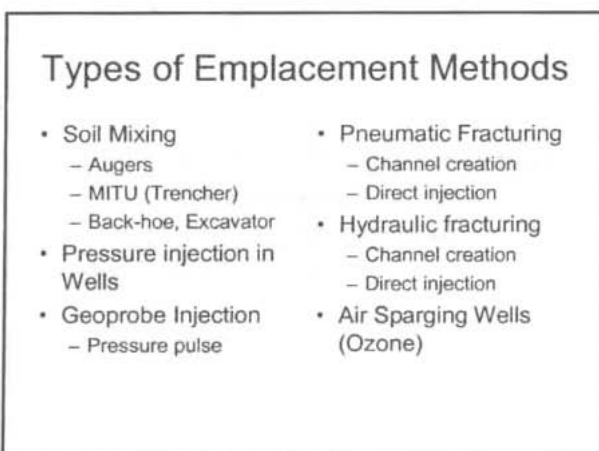 Types of Emplacement Methods
• Soil Mixing
– Augers
– MITU (Trencher)
– Back-hoe, Excavator
• Pressure injection in
Wells
• Geoprobe Injection
– Pressure pulse
• Pneumatic Fracturing
– Channel creation
– Direct injection
• Hydraulic fracturing
– Channel creation
– Direct injection
• Air Sparging Wells
(Ozone)